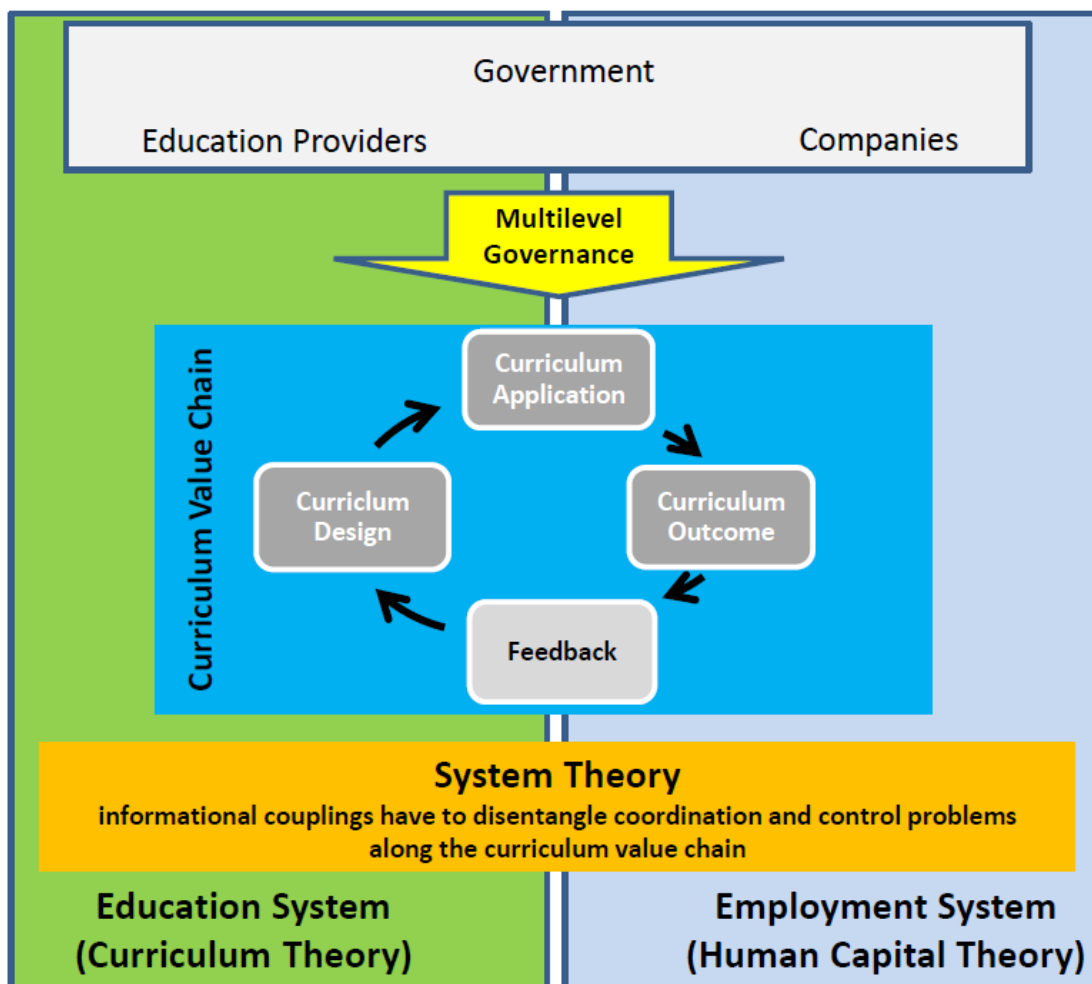 Government
Education Providers
Companies
Multilevel
Governance
Curriculum Value Chain
Curriculum
Application
Curriclum
Design
Curriculum
Outcome
Feedback
System Theory
informational couplings have to disentangle coordination and control problems
along the curriculum value chain
Education System
(Curriculum Theory)
Employment System
(Human Capital Theory)